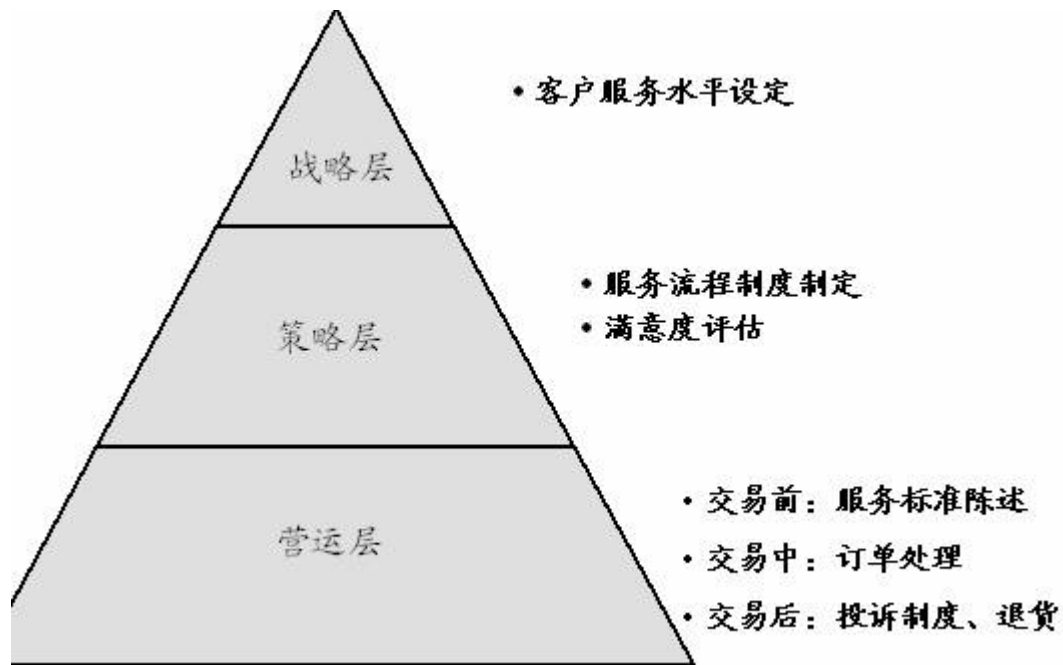 • 客户服务水平设定
战略层
• 服务流程制度制定
策略层
• 满意度评估
• 交易前：服务标准陈述
营运层
• 交易中：订单处理
• 交易后：投诉制度、退货